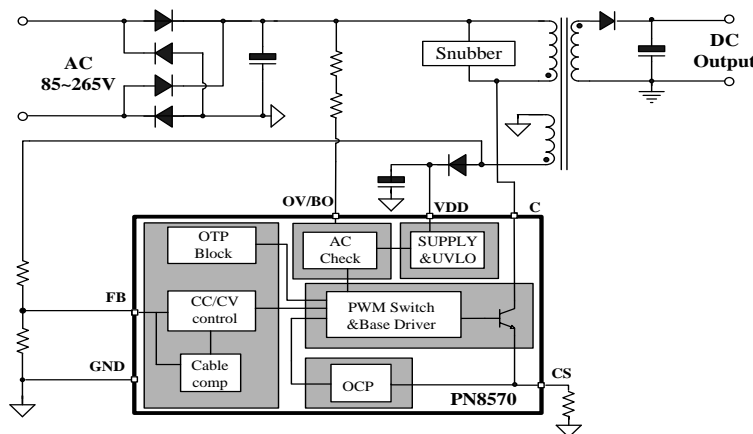 AC
85~265V
Snubber
DC
Output
OV/BO
VDD
C
OTP
Block
AC
Check
SUPPLY
&UVLO
FB
CC/CV
control
PWM Switch
&Base Driver
GND
Cable
comp
OCP
CS
PN8570